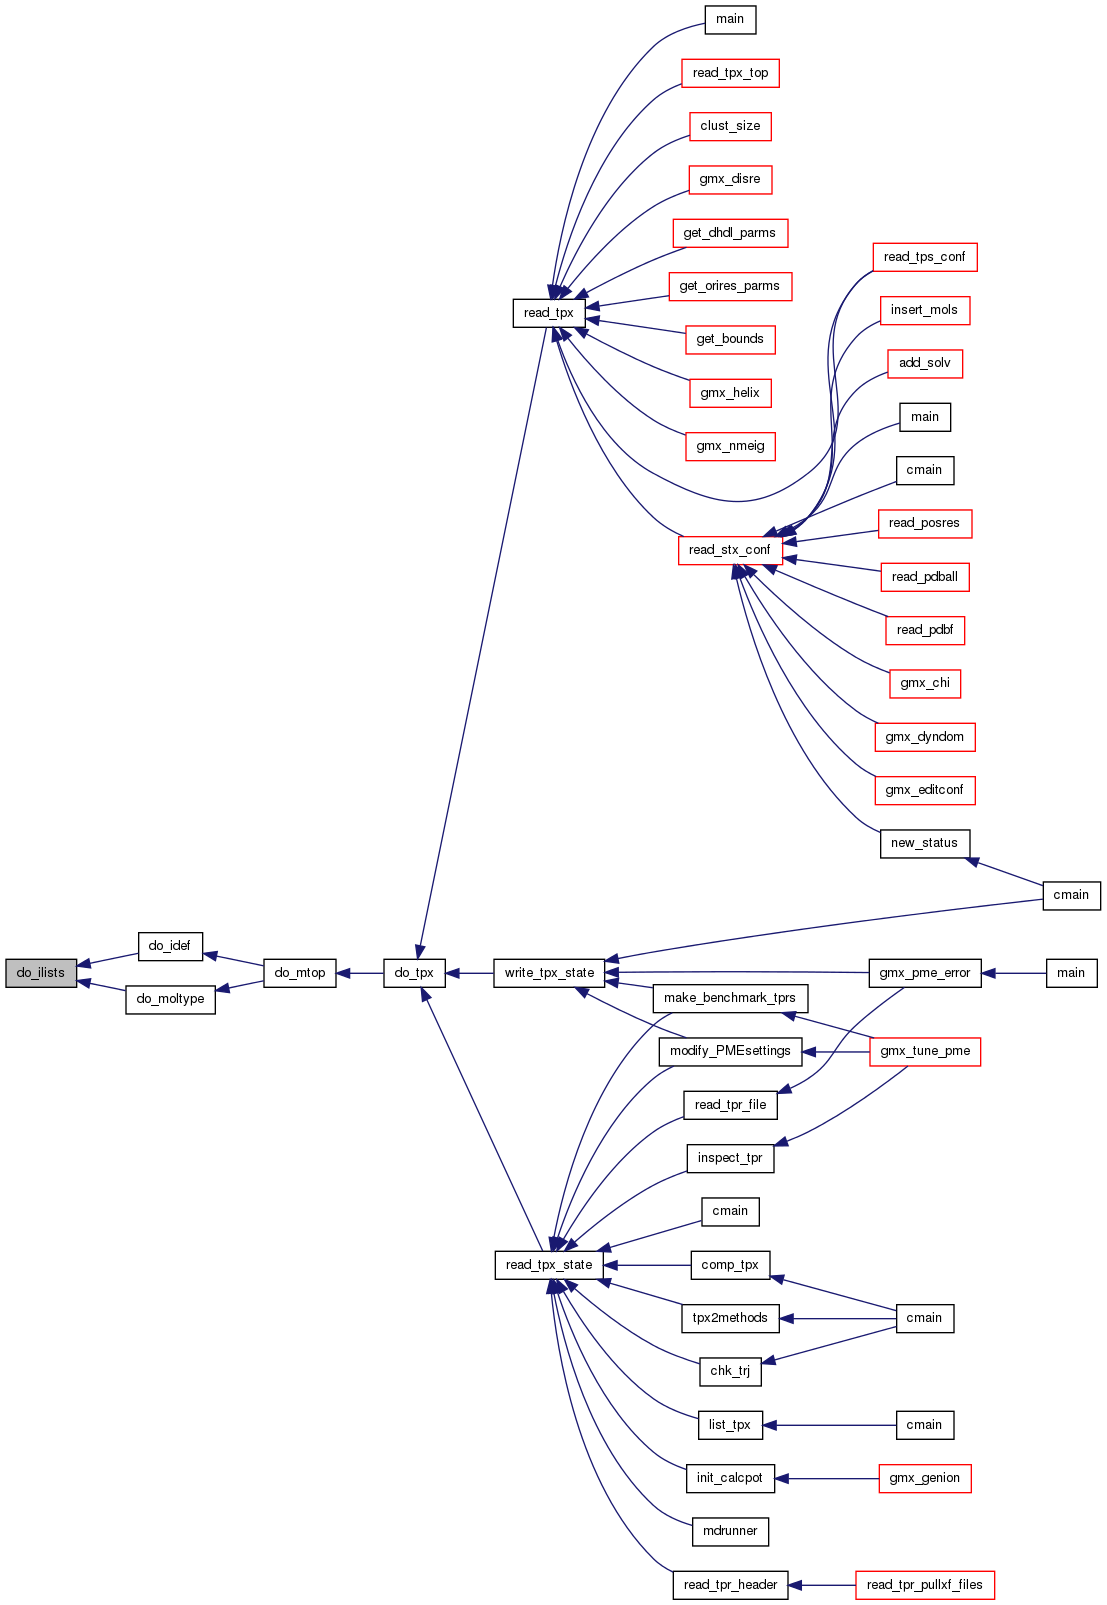 main
read_tpx_top
clust_size
gmx_disre
get_dhdl_parms
read_tps_conf
get_orires_parms
insert_mols
read_tpx
get_bounds
add_solv
gmx_helix
main
gmx_nmeig
cmain
read_posres
read_stx_conf
read_pdball
read_pdbf
gmx_chi
gmx_dyndom
gmx_editconf
new_status
cmain
do_idef
do_ilists
do_mtop
do_tpx
write_tpx_state
gmx_pme_error
main
do_moltype
make_benchmark_tprs
modify_PMEsettings
gmx_tune_pme
read_tpr_file
inspect_tpr
cmain
read_tpx_state
comp_tpx
tpx2methods
cmain
chk_trj
list_tpx
cmain
init_calcpot
gmx_genion
mdrunner
read_tpr_header
read_tpr_pullxf_files